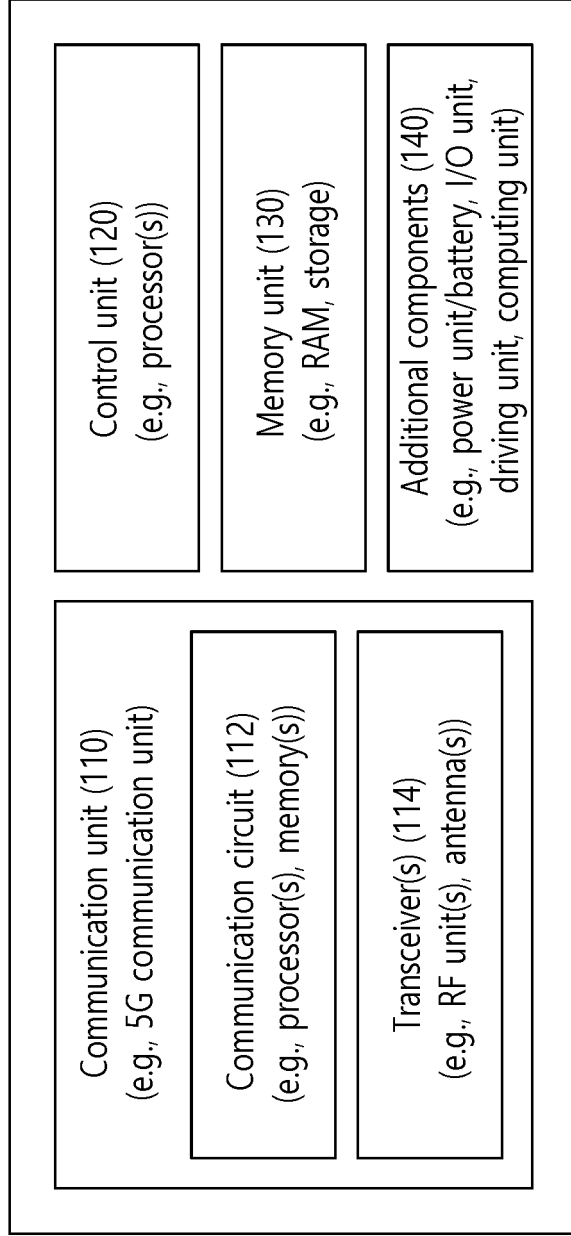 Communication unit (110)
(e.g., 5G communication unit)
Communication circuit (112)
(e.g., processor(s), memory(s))
Transceiver(s) (114)
(e.g., RF unit(s), antenna(s))
Control unit (120)
(e.g., processor(s))
Memory unit (130)
(e.g., RAM, storage)
Additional components (140)
(e.g., power unit/battery, I/O unit,
driving unit, computing unit)